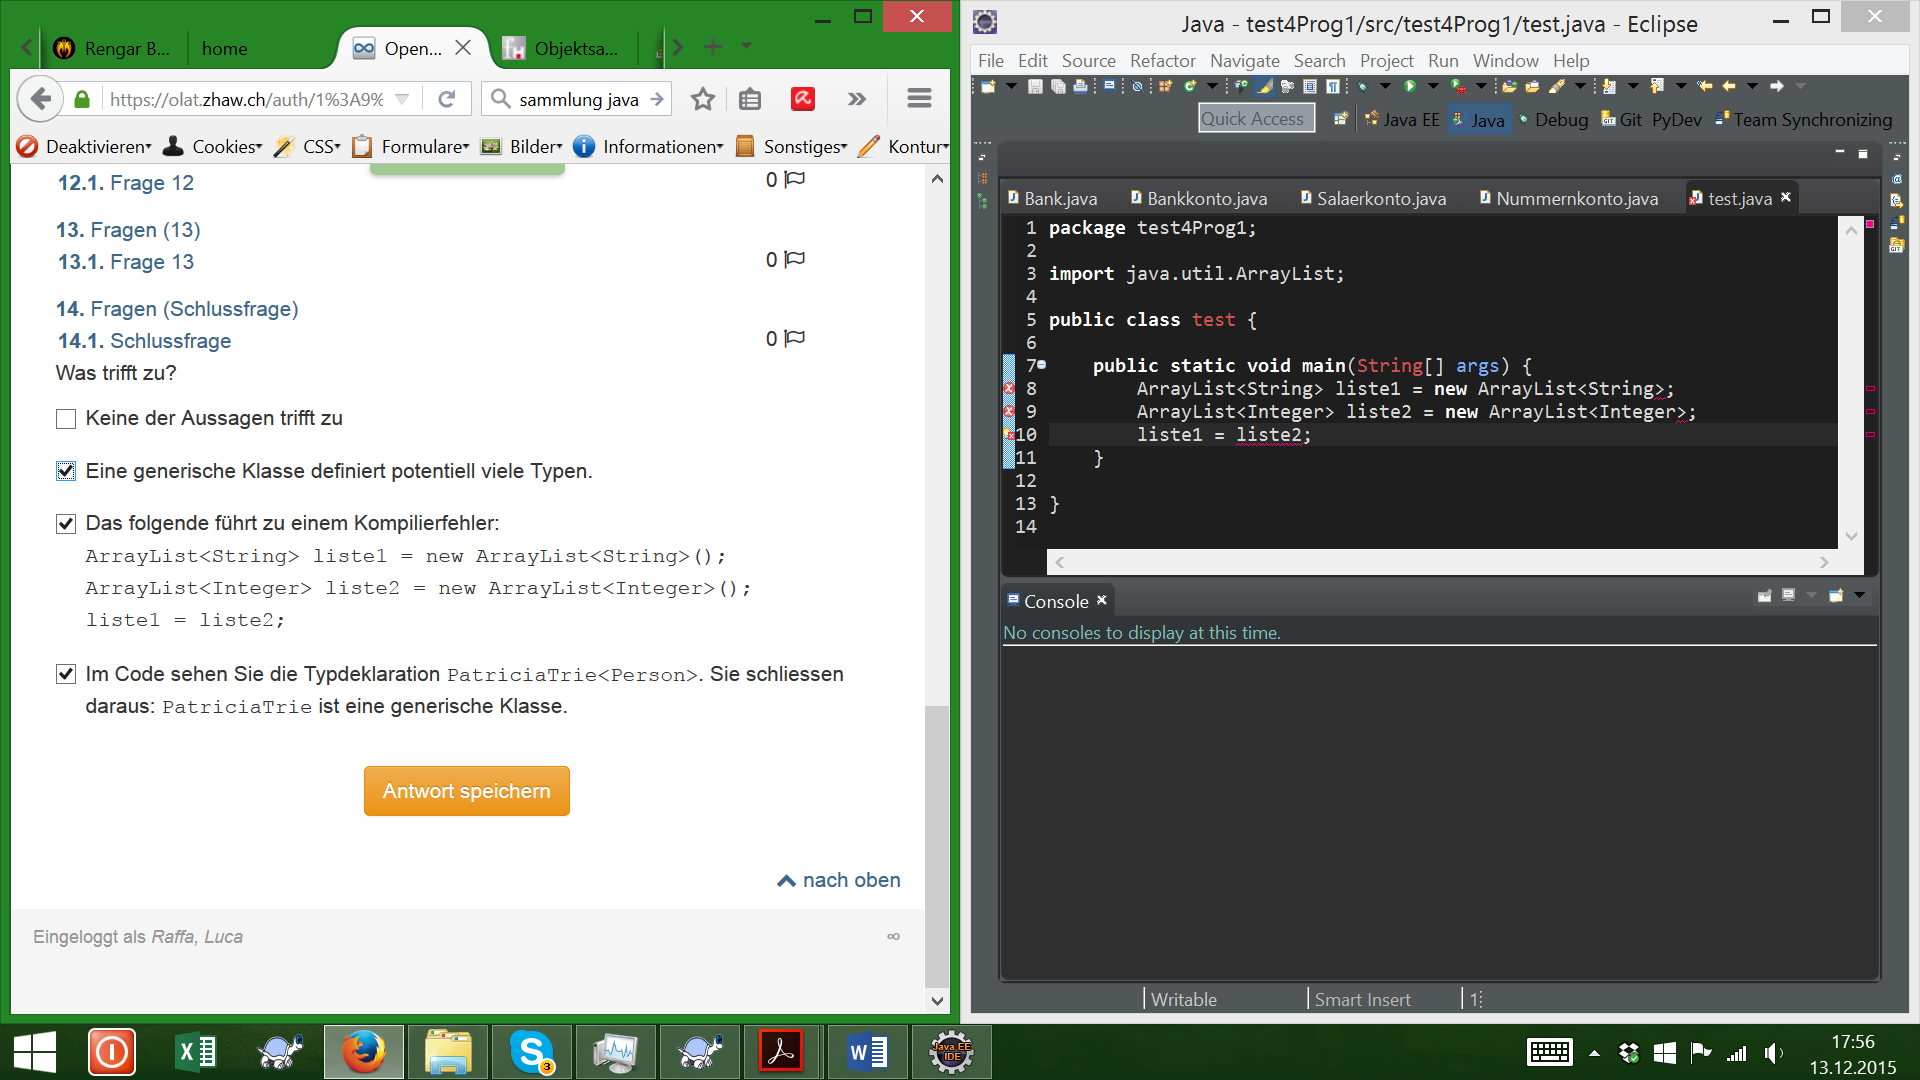 Rengar B...
home
Open...
Objektsa...
https://olat.zhaw.ch/auth/1%3A9%
sammlung java
Deaktivieren
Cookies
CSS
Formulare
Bilder
Informationen
Sonstiges
Kontur
12.1. Frage 12
0
13. Fragen (13)
13.1. Frage 13
0
14. Fragen (Schlussfrage)
14.1. Schlussfrage
0
Was trifft zu?
Keine der Aussagen trifft zu
Eine generische Klasse definiert potentiell viele Typen.
Das folgende führt zu einem Kompilierfehler:
ArrayList<String> liste1 = new ArrayList<String>();
ArrayList<Integer> liste2 = new ArrayList<Integer>();
liste1 = liste2;
Im Code sehen Sie die Typdeklaration PatriciaTrie<Person>. Sie schliessen
daraus: PatriciaTrie ist eine generische Klasse.
Antwort speichern
nach oben
Eingeloggt als Raffa, Luca
Java - test4Prog1/src/test4Prog1/test.java - Eclipse
File Edit Source Refactor Navigate Search Project Run Window Help
Quick Access
Java EE
Java
Debug
Git
PyDev
Team Synchronizing
Bank.java
Bankkonto.java
Salaerkonto.java
Nummernkonto.java
test.java
1 package test4Prog1;
2
3 import java.util.ArrayList;
4
5 public class test {
6
7 public static void main(String[] args) {
8 ArrayList<String> liste1 = new ArrayList<String>;
9 ArrayList<Integer> liste2 = new ArrayList<Integer>;
10 liste1 = liste2;
11 }
12
13 }
14
Console
No consoles to display at this time.
Writable
Smart Insert
1
3
Java EE
IDE
17:56
13.12.2015